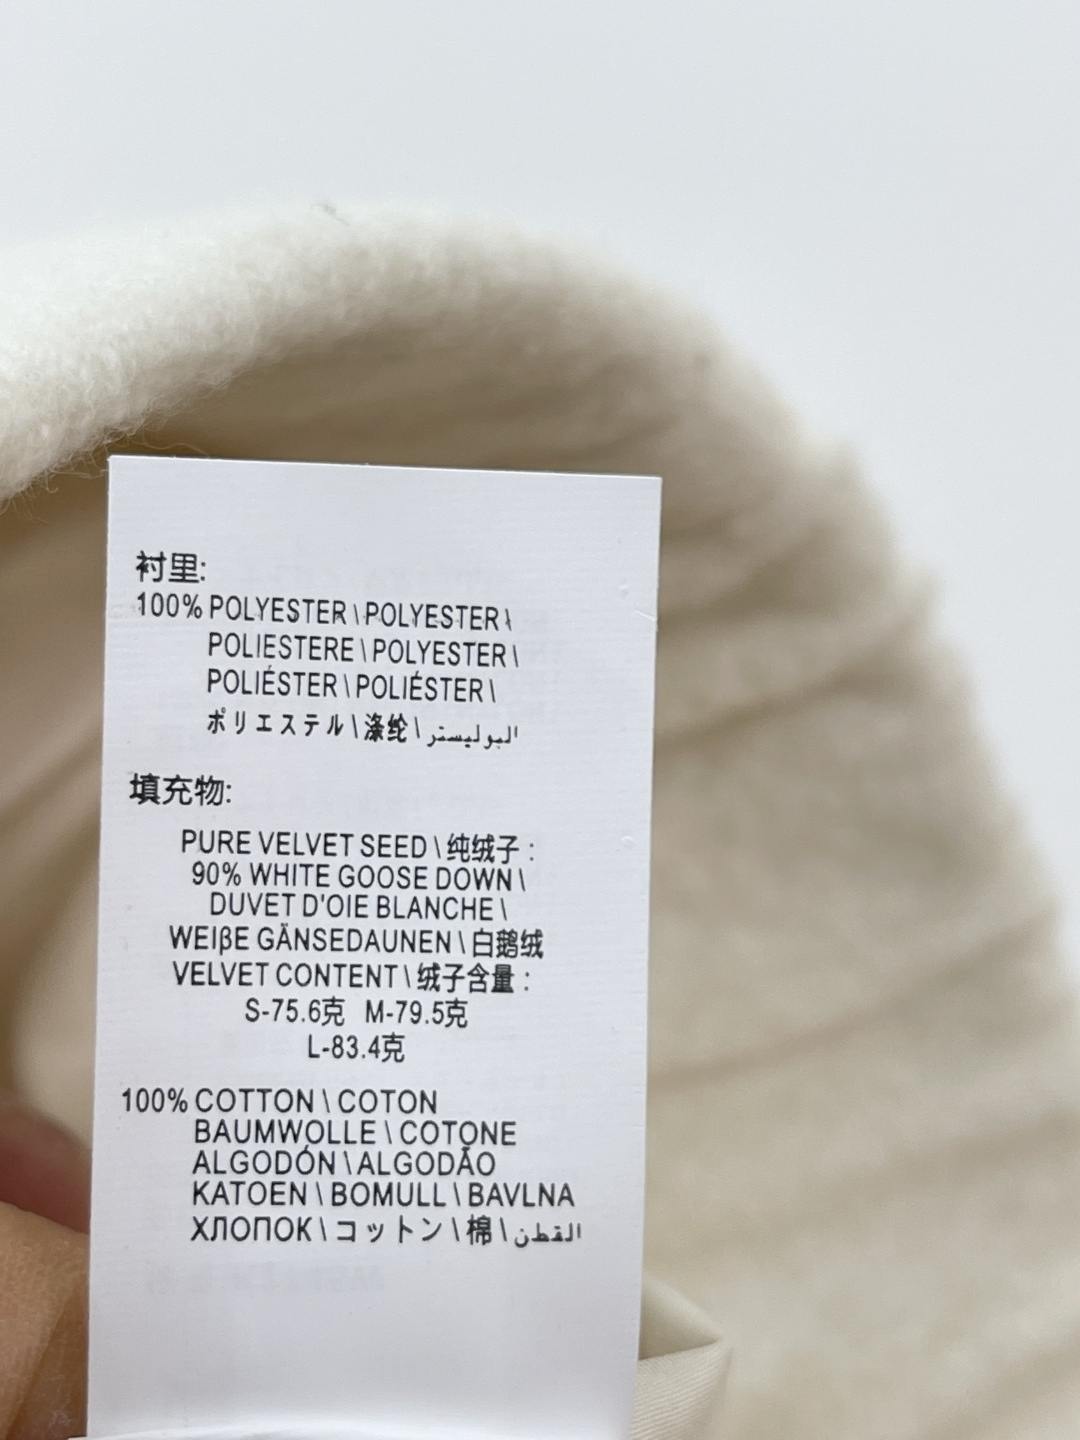 衬里:
100% POLYESTER \ POLYESTER \
POLIESTERE \ POLYESTER \
POLIÉSTER \ POLIÉSTER \
ポリエステル \ 涤纶 \ البوليستر
填充物:
PURE VELVET SEED \ 纯绒子 :
90% WHITE GOOSE DOWN \
DUVET D'OIE BLANCHE \
WEIβE GÄNSEDAUNEN \ 白鹅绒
VELVET CONTENT \ 绒子含量 :
S-75.6克 M-79.5克
L-83.4克
100% COTTON \ COTON
BAUMWOLLE \ COTONE
ALGODÓN \ ALGODÃO
KATOEN \ BOMULL \ BAVLNA
ХЛОПОК \ コットン \ 棉 \ القطن